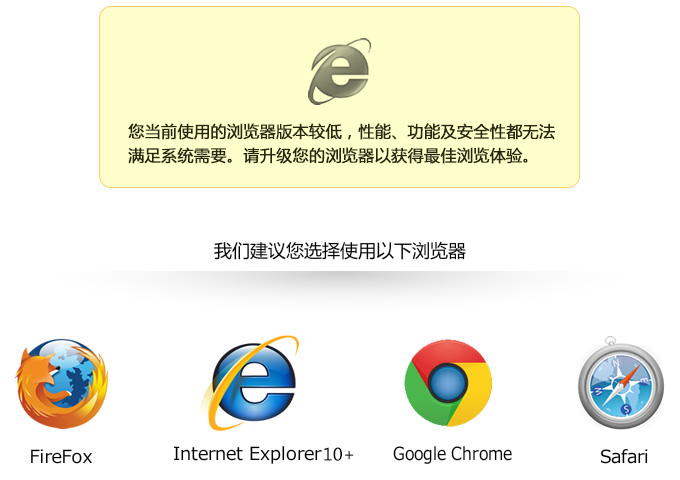 您当前使用的浏览器版本较低，性能、功能及安全性都无法
满足系统需要。请升级您的浏览器以获得最佳浏览体验。
我们建议您选择使用以下浏览器
FireFox
Internet Explorer10+
Google Chrome
Safari